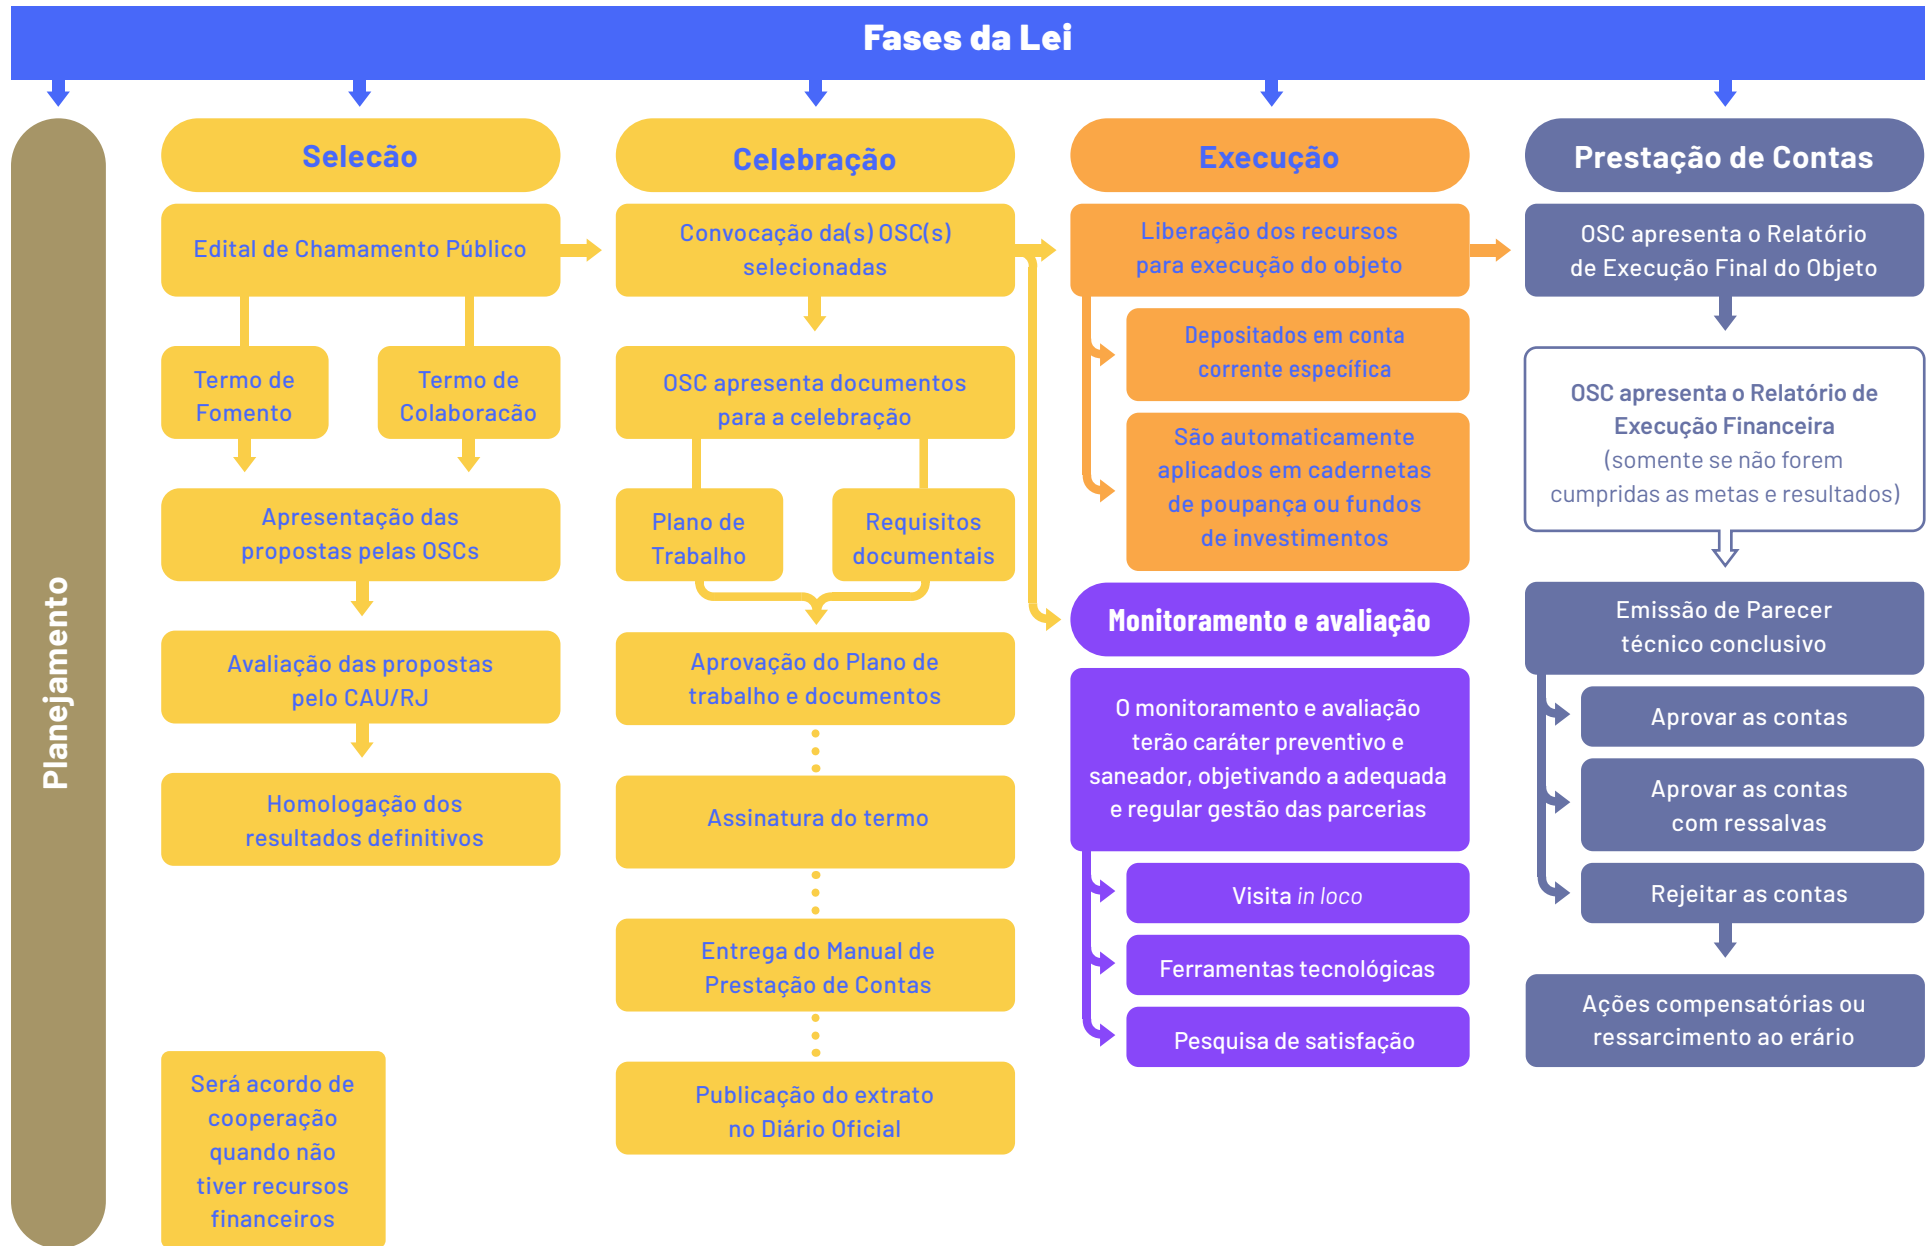 Fases da Lei
Planejamento
Selecão
Edital de Chamamento Público
Termo de
Fomento
Termo de
Colaboracão
Apresentação das
propostas pelas OSCs
Avaliação das propostas
pelo CAU/RJ
Homologação dos
resultados definitivos
Será acordo de
cooperação
quando não
tiver recursos
financeiros
Celebração
Convocação da(s) OSC(s)
selecionadas
OSC apresenta documentos
para a celebração
Plano de
Trabalho
Requisitos
documentais
Aprovação do Plano de
trabalho e documentos
Assinatura do termo
Entrega do Manual de
Prestação de Contas
Publicação do extrato
no Diário Oficial
Execução
Liberação dos recursos
para execução do objeto
Depositados em conta
corrente específica
São automaticamente
aplicados em cadernetas
de poupança ou fundos
de investimentos
Monitoramento e avaliação
O monitoramento e avaliação
terão caráter preventivo e
saneador, objetivando a adequada
e regular gestão das parcerias
Visita in loco
Ferramentas tecnológicas
Pesquisa de satisfação
Prestação de Contas
OSC apresenta o Relatório
de Execução Final do Objeto
OSC apresenta o Relatório de
Execução Financeira
(somente se não forem
cumpridas as metas e resultados)
Emissão de Parecer
técnico conclusivo
Aprovar as contas
Aprovar as contas
com ressalvas
Rejeitar as contas
Ações compensatórias ou
ressarcimento ao erário